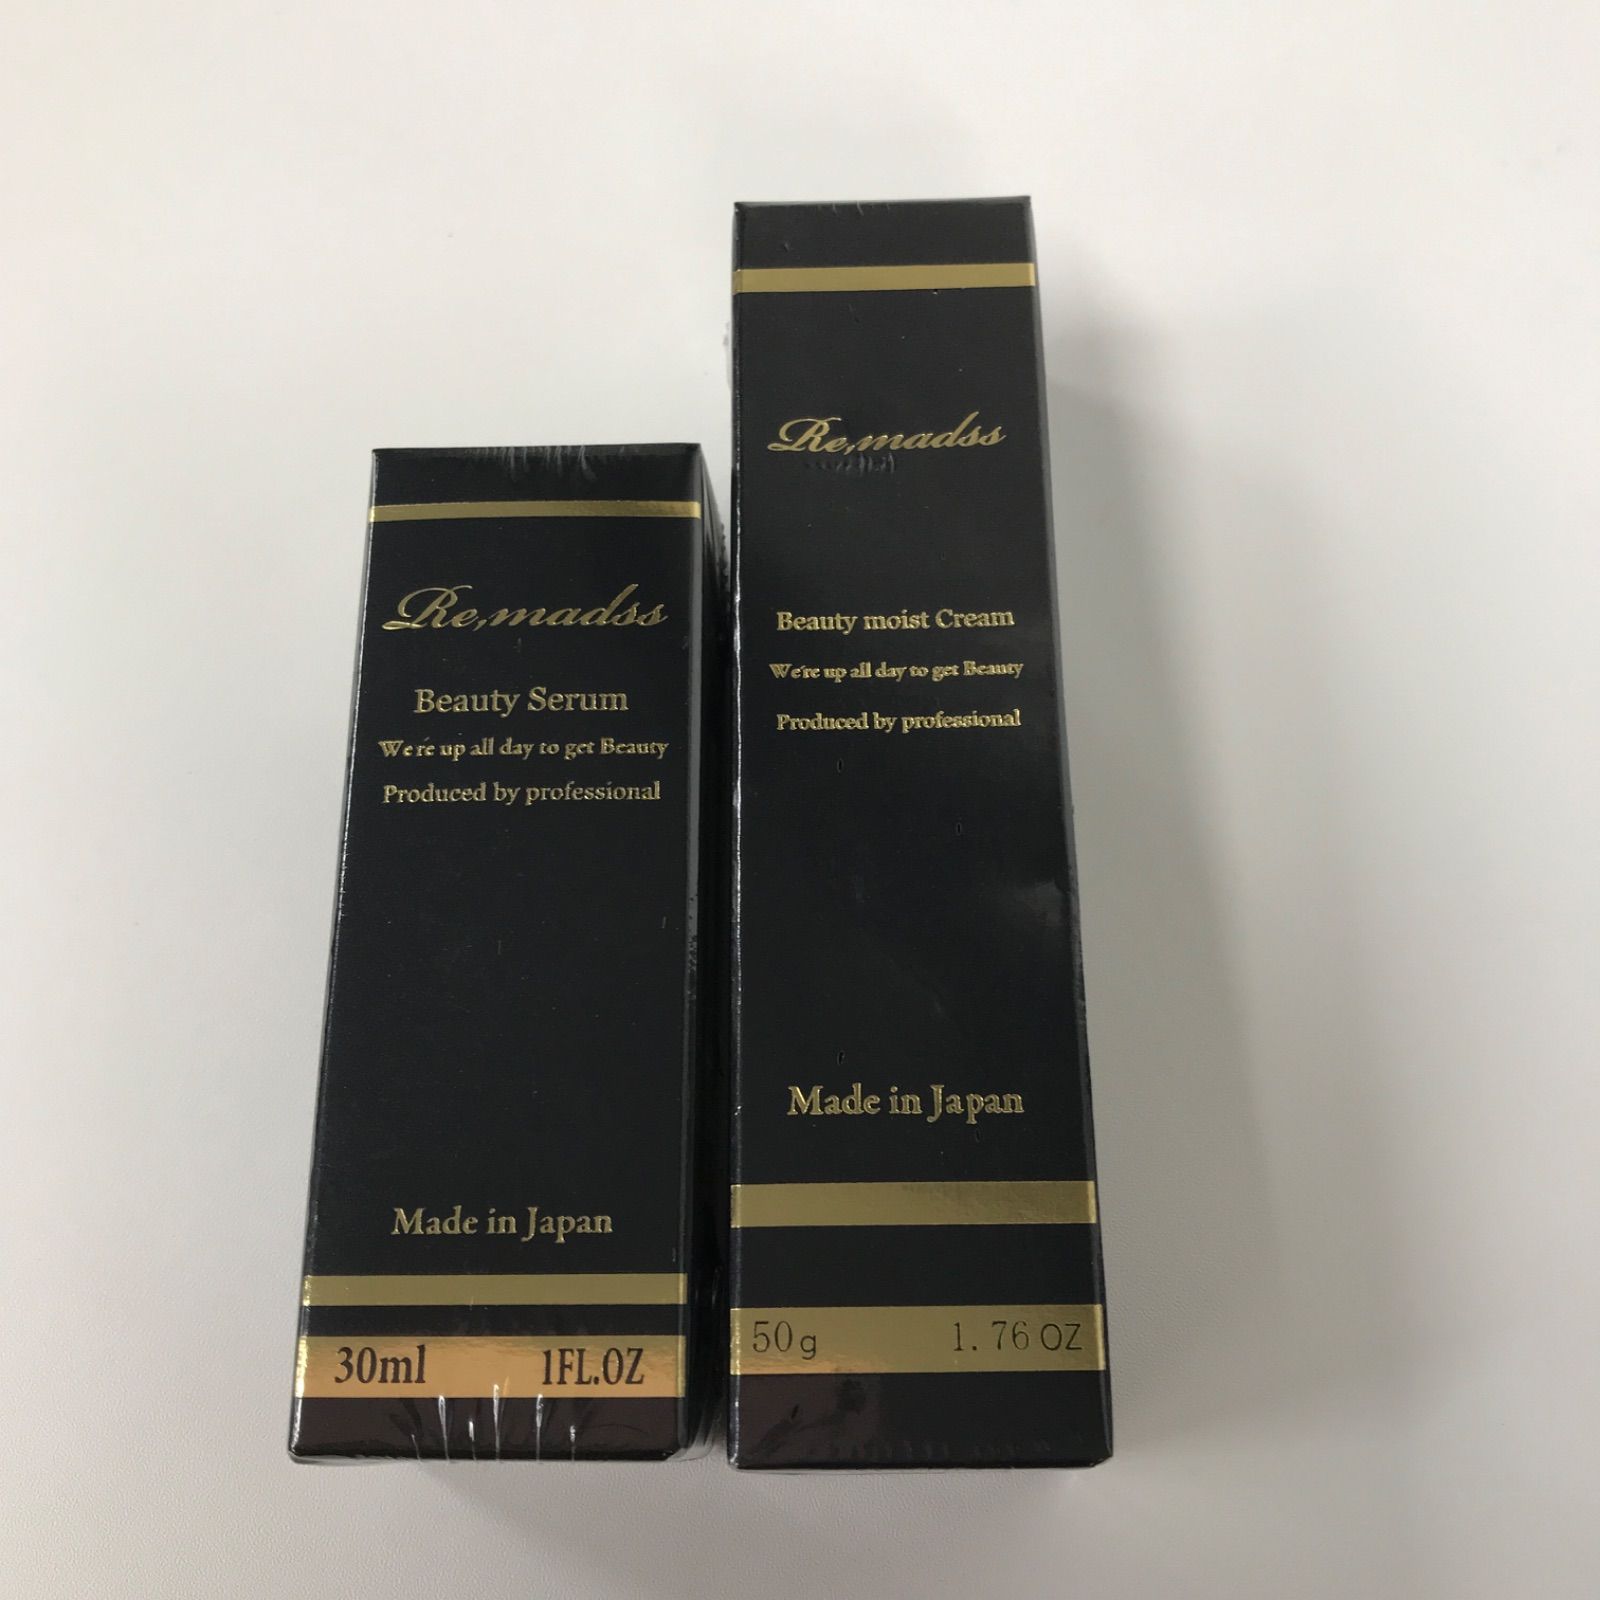 Re,madss
Beauty Serum
We're up all day to get Beauty
Produced by professional
Made in Japan
30ml 1FL.OZ
Re,madss
Beauty moist Cream
We're up all day to get Beauty
Produced by professional
Made in Japan
50g 1.76 OZ